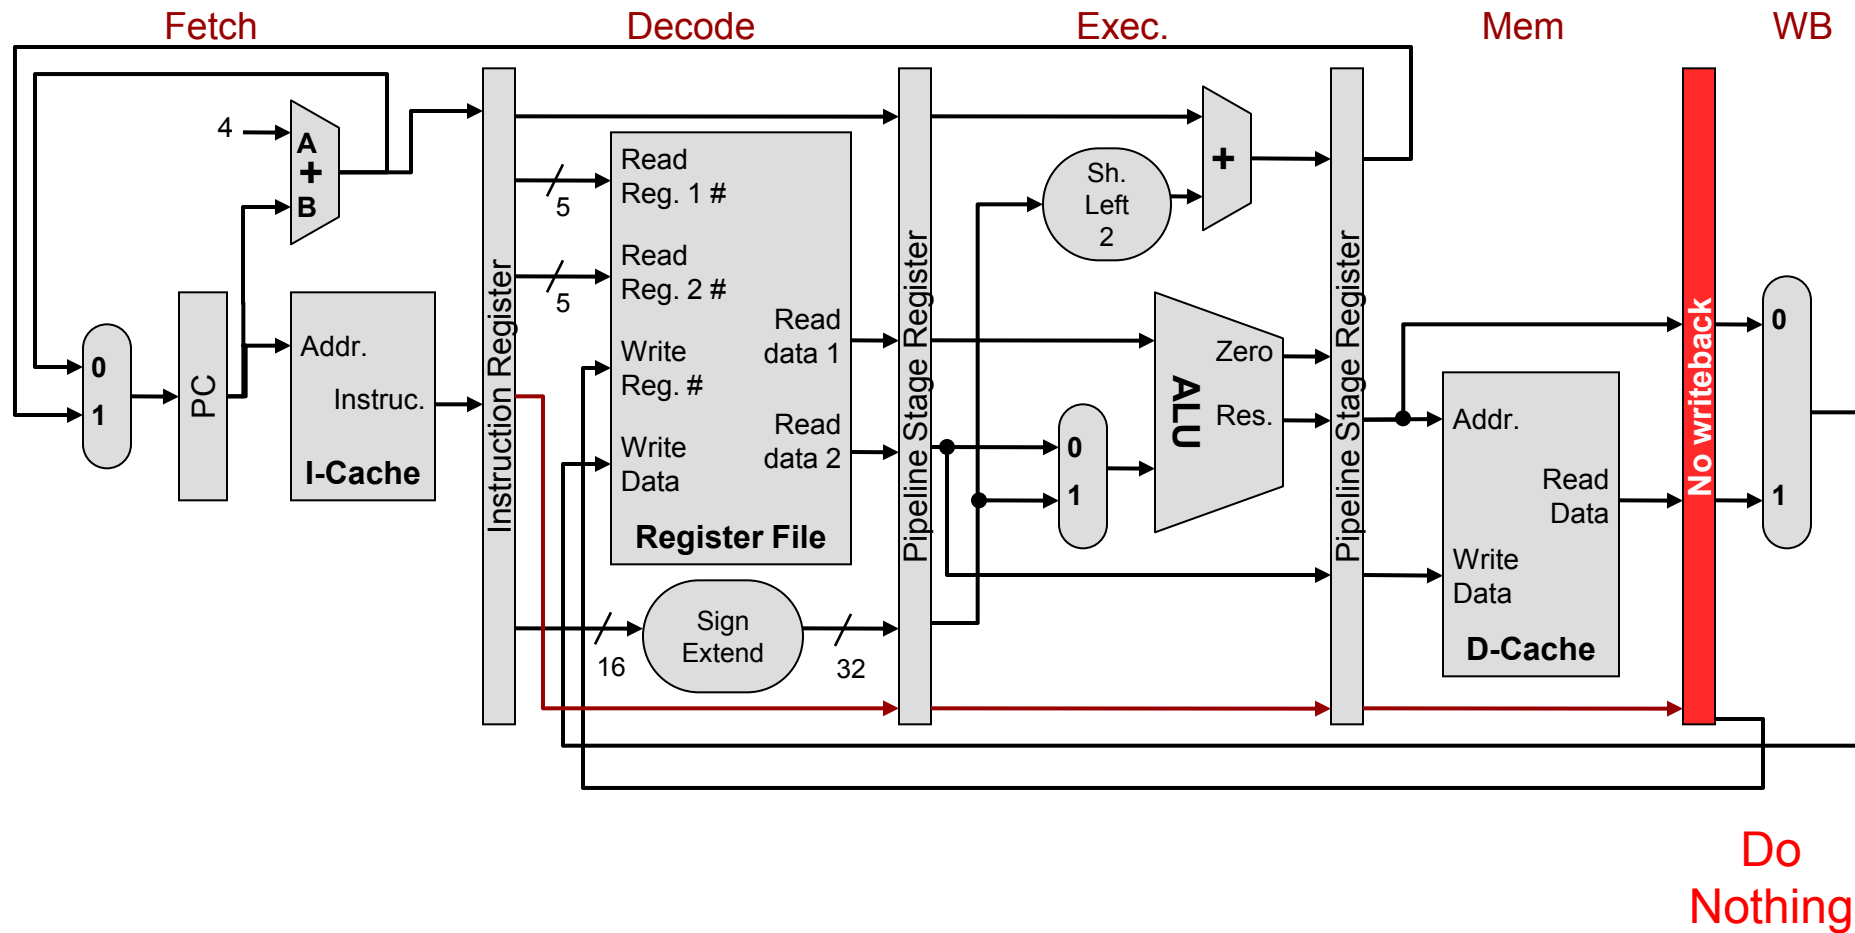 Fetch
Decode
Exec.
Mem
WB
4
A
+
B
0
1
PC
Addr.
Instruc.
I-Cache
Instruction Register
5
5
16
Read
Reg. 1 #
Read
Reg. 2 #
Write
Reg. #
Write
Data
Read
data 1
Read
data 2
Register File
Sign
Extend
32
Pipeline Stage Register
Sh.
Left
2
+
0
1
ALU
Zero
Res.
Pipeline Stage Register
Addr.
Read
Data
Write
Data
D-Cache
No writeback
0
1
Do
Nothing